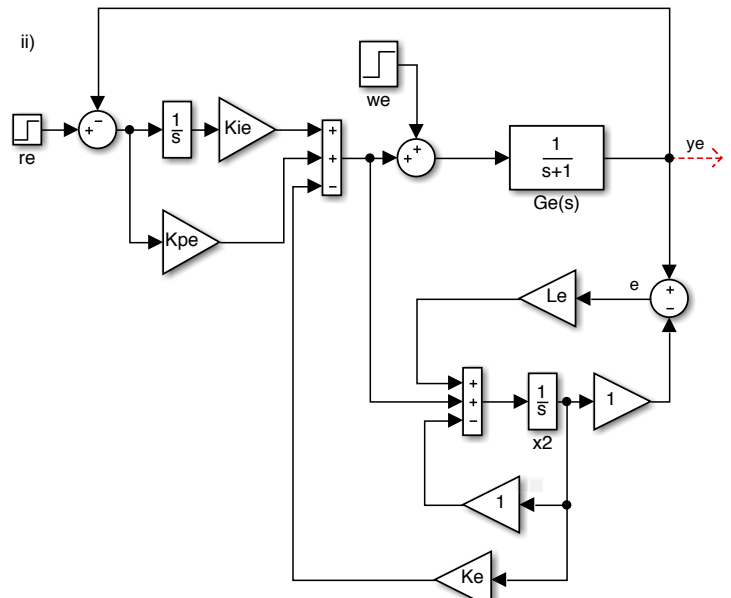 ii)
re
+
−
1
s
Kie
Kpe
+
+
−
we
+
+
1
s+1
Ge(s)
ye
+
−
e
Le
+
+
−
1
s
x2
1
1
Ke